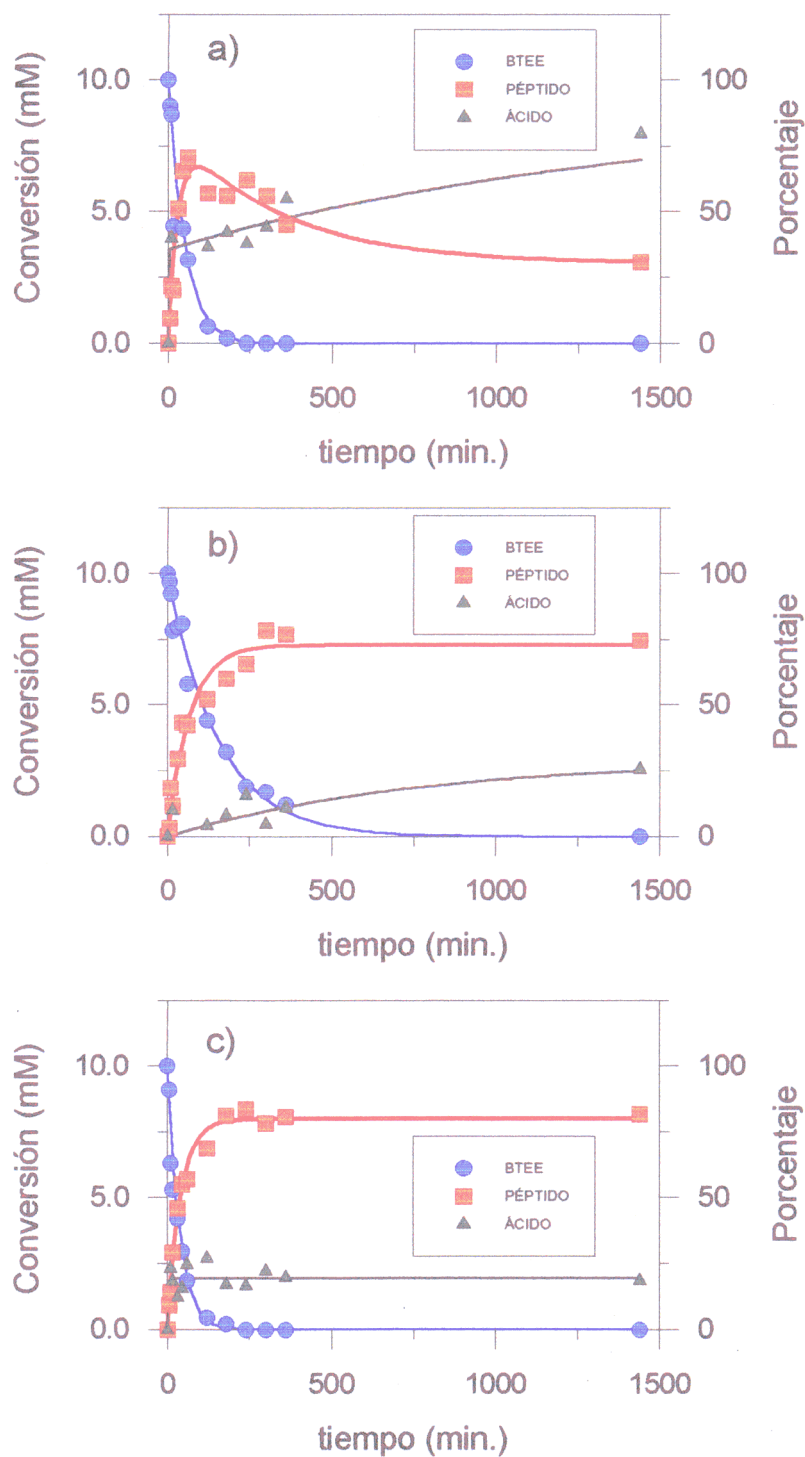 a)
BTEE
PÉPTIDO
ÁCIDO
Conversión (mM)
10.0
5.0
0.0
Porcentaje
100
50
0
0
500
1000
1500
tiempo (min.)
b)
BTEE
PÉPTIDO
ÁCIDO
Conversión (mM)
10.0
5.0
0.0
Porcentaje
100
50
0
0
500
1000
1500
tiempo (min.)
c)
BTEE
PÉPTIDO
ÁCIDO
Conversión (mM)
10.0
5.0
0.0
Porcentaje
100
50
0
0
500
1000
1500
tiempo (min.)